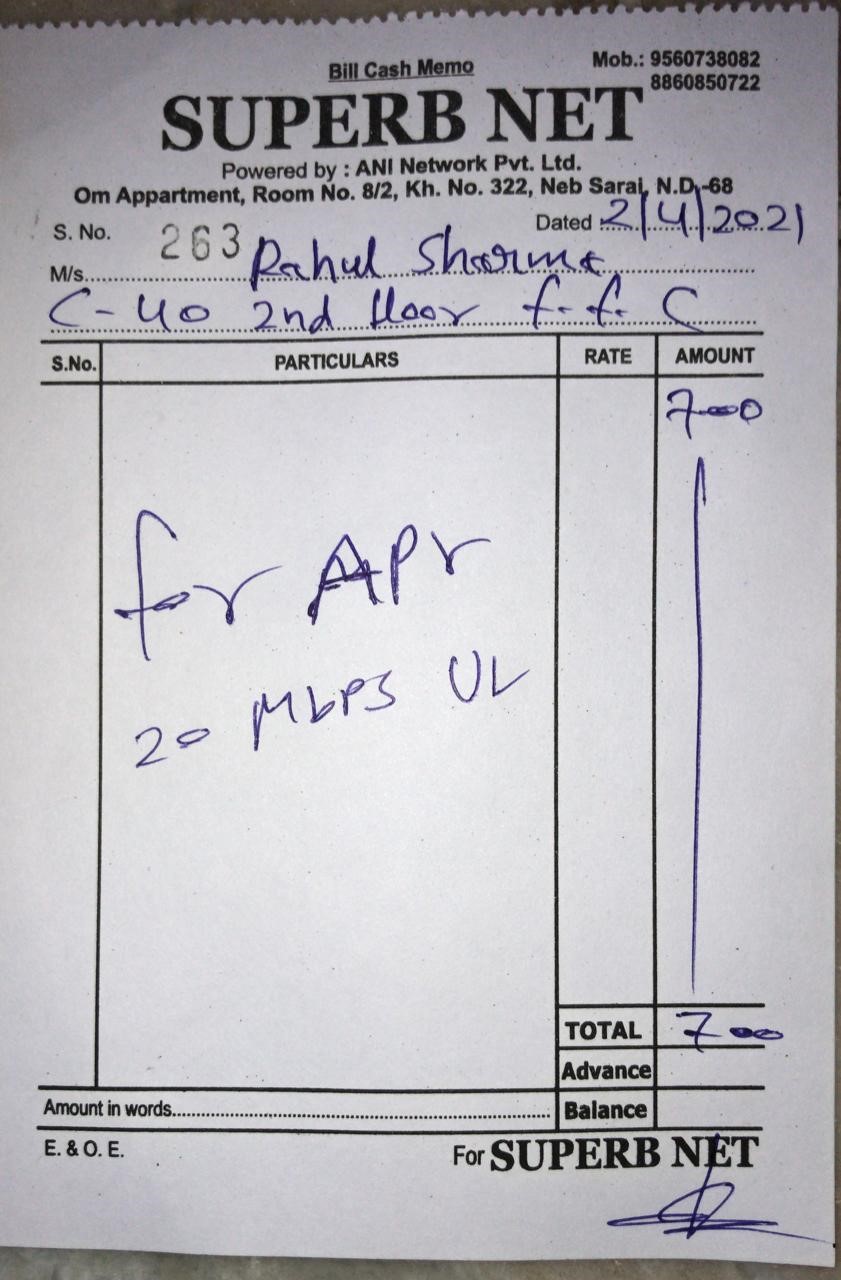 Bill Cash Memo
Mob.: 9560738082
8860850722
SUPERB NET
Powered by : ANI Network Pvt. Ltd.
Om Appartment, Room No. 8/2, Kh. No. 322, Neb Sarai, N.D.-68
S. No. 263 Dated 2/4/2021
M/s. Rahul Sharma
C-40 2nd floor f.f. C
S.No. PARTICULARS RATE AMOUNT
700
for Apr
20 Mbps UL
TOTAL 700
Advance
Amount in words Balance
E. & O. E. For SUPERB NET